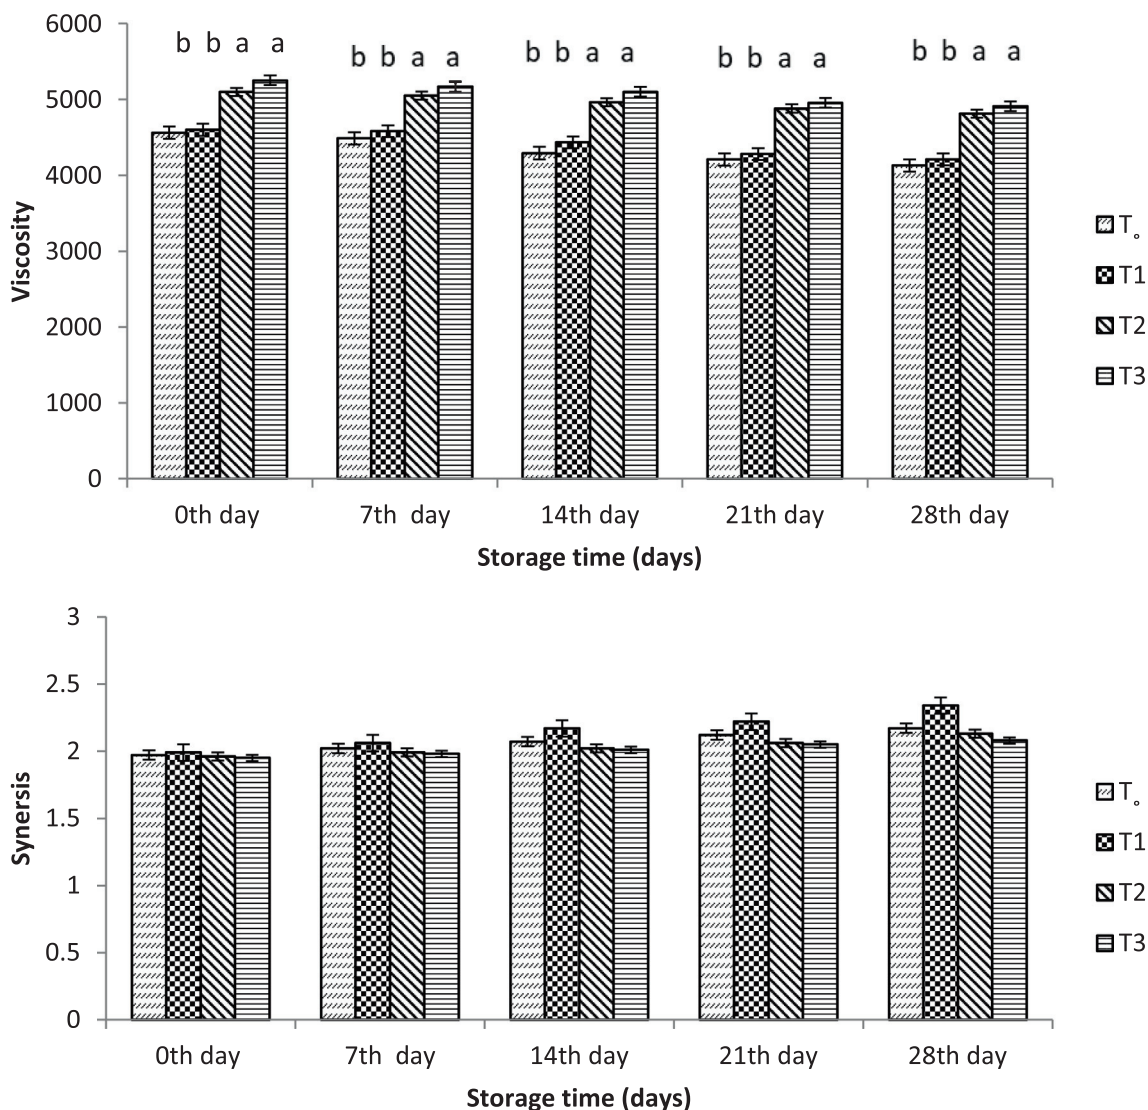 6000
5000
4000
3000
2000
1000
0
Viscosity
b b a a
b b a a
b b a a
b b a a
b b a a
0th day
7th day
14th day
21th day
28th day
Storage time (days)
T°
T1
T2
T3
3
2.5
2
1.5
1
0.5
0
Synersis
0th day
7th day
14th day
21th day
28th day
Storage time (days)
T°
T1
T2
T3